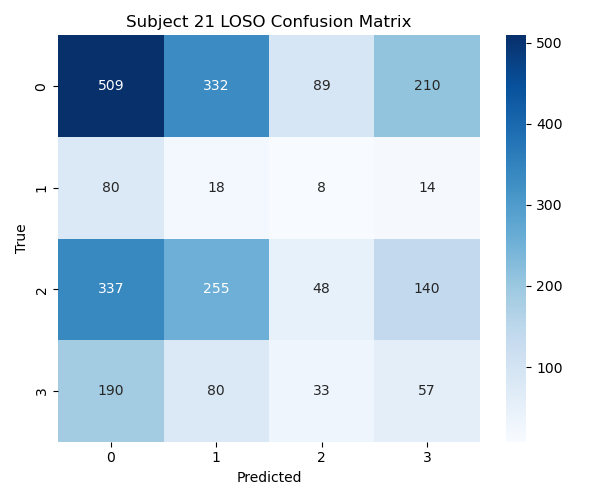 Subject 21 LOSO Confusion Matrix
0 509 332 89 210
1 80 18 8 14
2 337 255 48 140
3 190 80 33 57
0 1 2 3
Predicted
True
500
400
300
200
100